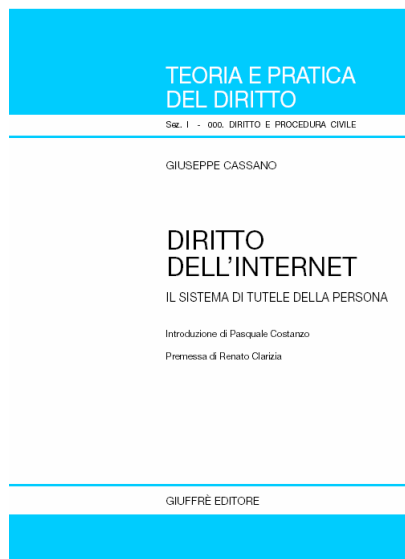 TEORIA E PRATICA
DEL DIRITTO
Sez. I - 000. DIRITTO E PROCEDURA CIVILE
GIUSEPPE CASSANO
DIRITTO
DELL'INTERNET
IL SISTEMA DI TUTELE DELLA PERSONA
Introduzione di Pasquale Costanzo
Premessa di Renato Clarizia
GIUFFRÈ EDITORE